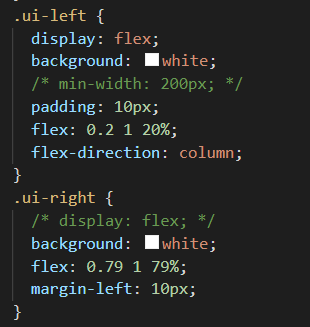 .ui-left {
display: flex;
background: white;
/* min-width: 200px; */
padding: 10px;
flex: 0.2 1 20%;
flex-direction: column;
}
.ui-right {
/* display: flex; */
background: white;
flex: 0.79 1 79%;
margin-left: 10px;
}